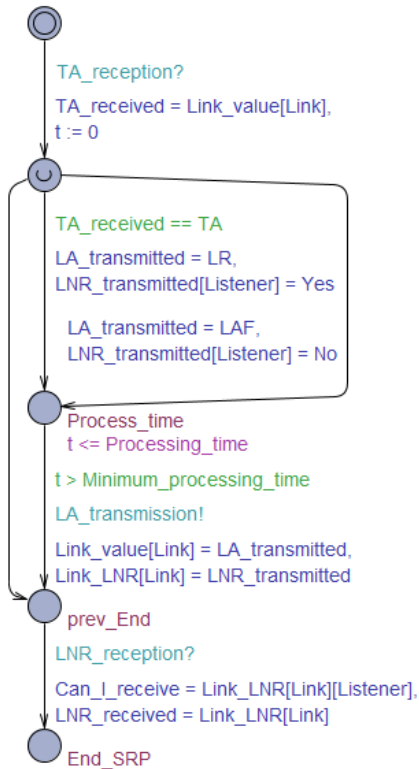 TA_reception?
TA_received = Link_value[Link],
t := 0
U
TA_received == TA
LA_transmitted = LR,
LNR_transmitted[Listener] = Yes
LA_transmitted = LAF,
LNR_transmitted[Listener] = No
Process_time
t <= Processing_time
t > Minimum_processing_time
LA_transmission!
Link_value[Link] = LA_transmitted,
Link_LNR[Link] = LNR_transmitted
prev_End
LNR_reception?
Can_I_receive = Link_LNR[Link][Listener],
LNR_received = Link_LNR[Link]
End_SRP